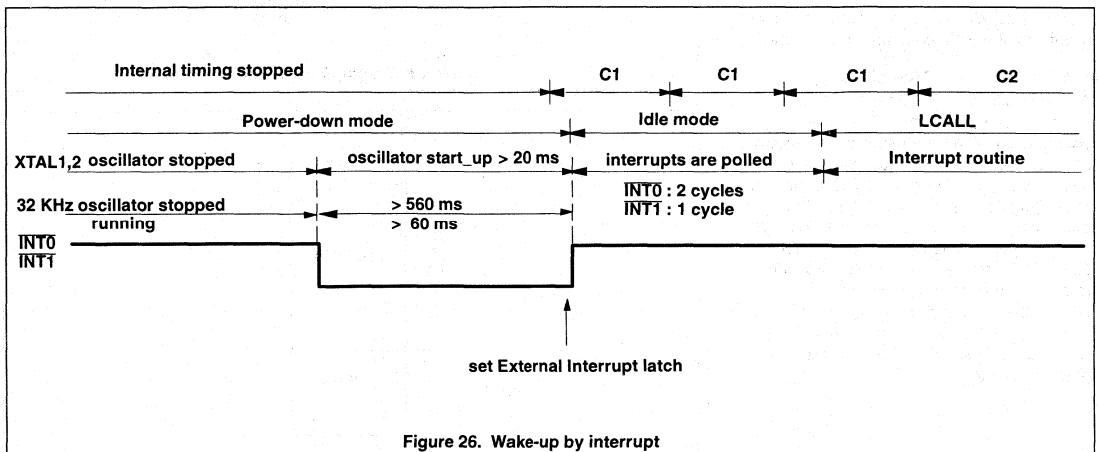 Internal timing stopped C1 C1 C1 C2
Power-down mode Idle mode LCALL
XTAL1,2 oscillator stopped oscillator start_up > 20 ms interrupts are polled Interrupt routine
INT0 : 2 cycles
INT1 : 1 cycle
32 KHz oscillator stopped > 560 ms
running > 60 ms
INT0
INT1
set External Interrupt latch
Figure 26. Wake-up by interrupt